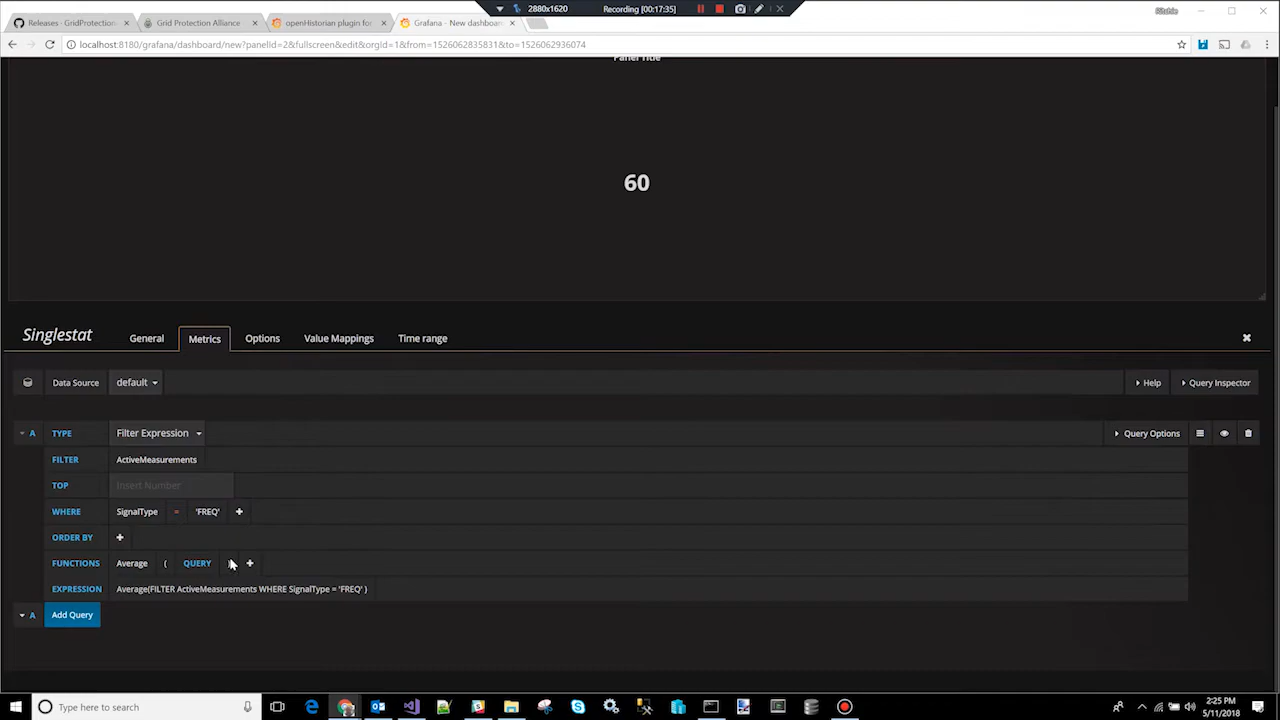 2880x1620 Recording [00:17:35]
Ritchie
Releases · GridProtection
Grid Protection Alliance
openHistorian plugin for
Grafana - New dashboard
localhost:8180/grafana/dashboard/new?panelId=2&fullscreen&edit&orgId=1&from=1526062835831&to=1526062936074
Panel Title
60
Singlestat General Metrics Options Value Mappings Time range
Data Source default Help Query Inspector
A TYPE Filter Expression Query Options
FILTER ActiveMeasurements
TOP Insert Number
WHERE SignalType = 'FREQ' +
ORDER BY +
FUNCTIONS Average ( QUERY ) +
EXPRESSION Average(FILTER ActiveMeasurements WHERE SignalType = 'FREQ' )
A Add Query
Type here to search
2:25 PM
5/11/2018